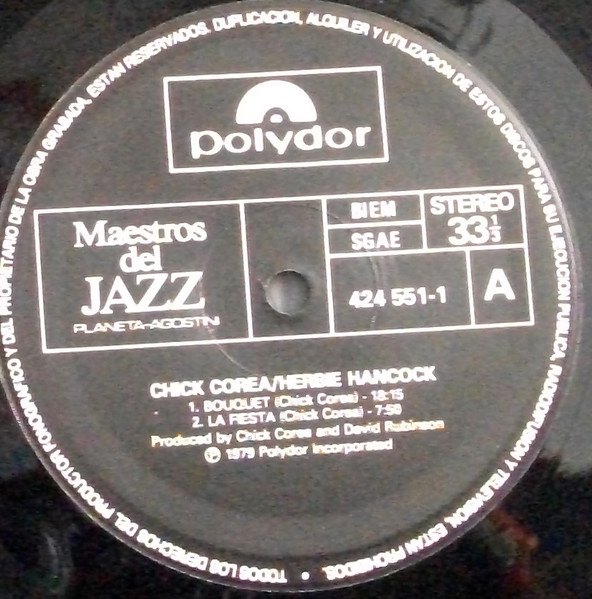 TODOS LOS DERECHOS DEL PRODUCTOR FONOGRAFICO Y DEL PROPIETARIO DE LA OBRA GRABADA, ESTAN RESERVADOS. DUPLICACION, ALQUILER Y UTILIZACION DE ESTOS DISCOS PARA SU EJECUCION PUBLICA, RADIODIFUSION Y TELEVISION, ESTAN PROHIBIDOS. •
polydor
Maestros
del
JAZZ
PLANETA-AGOSTINI
BIEM
SGAE
STEREO
33⅓
424 551-1
A
CHICK COREA/HERBIE HANCOCK
1. BOUQUET (Chick Corea) - 18:15
2. LA FIESTA (Chick Corea) - 7:50
Produced by Chick Corea and David Rubinson
℗ 1979 Polydor Incorporated